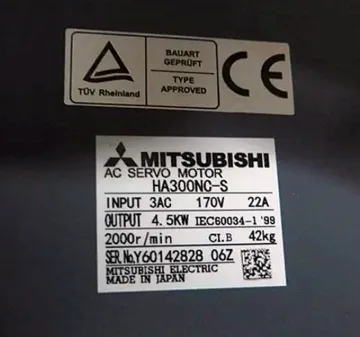 BAUART
GEPRÜFT
TYPE
APPROVED
TÜV Rheinland
CE
MITSUBISHI
AC SERVO MOTOR
HA300NC-S
INPUT 3AC 170V 22A
OUTPUT 4.5KW IEC60034-1 '99
2000r/min CI.B 42kg
SER.No.Y60142828 06Z
MITSUBISHI ELECTRIC
MADE IN JAPAN